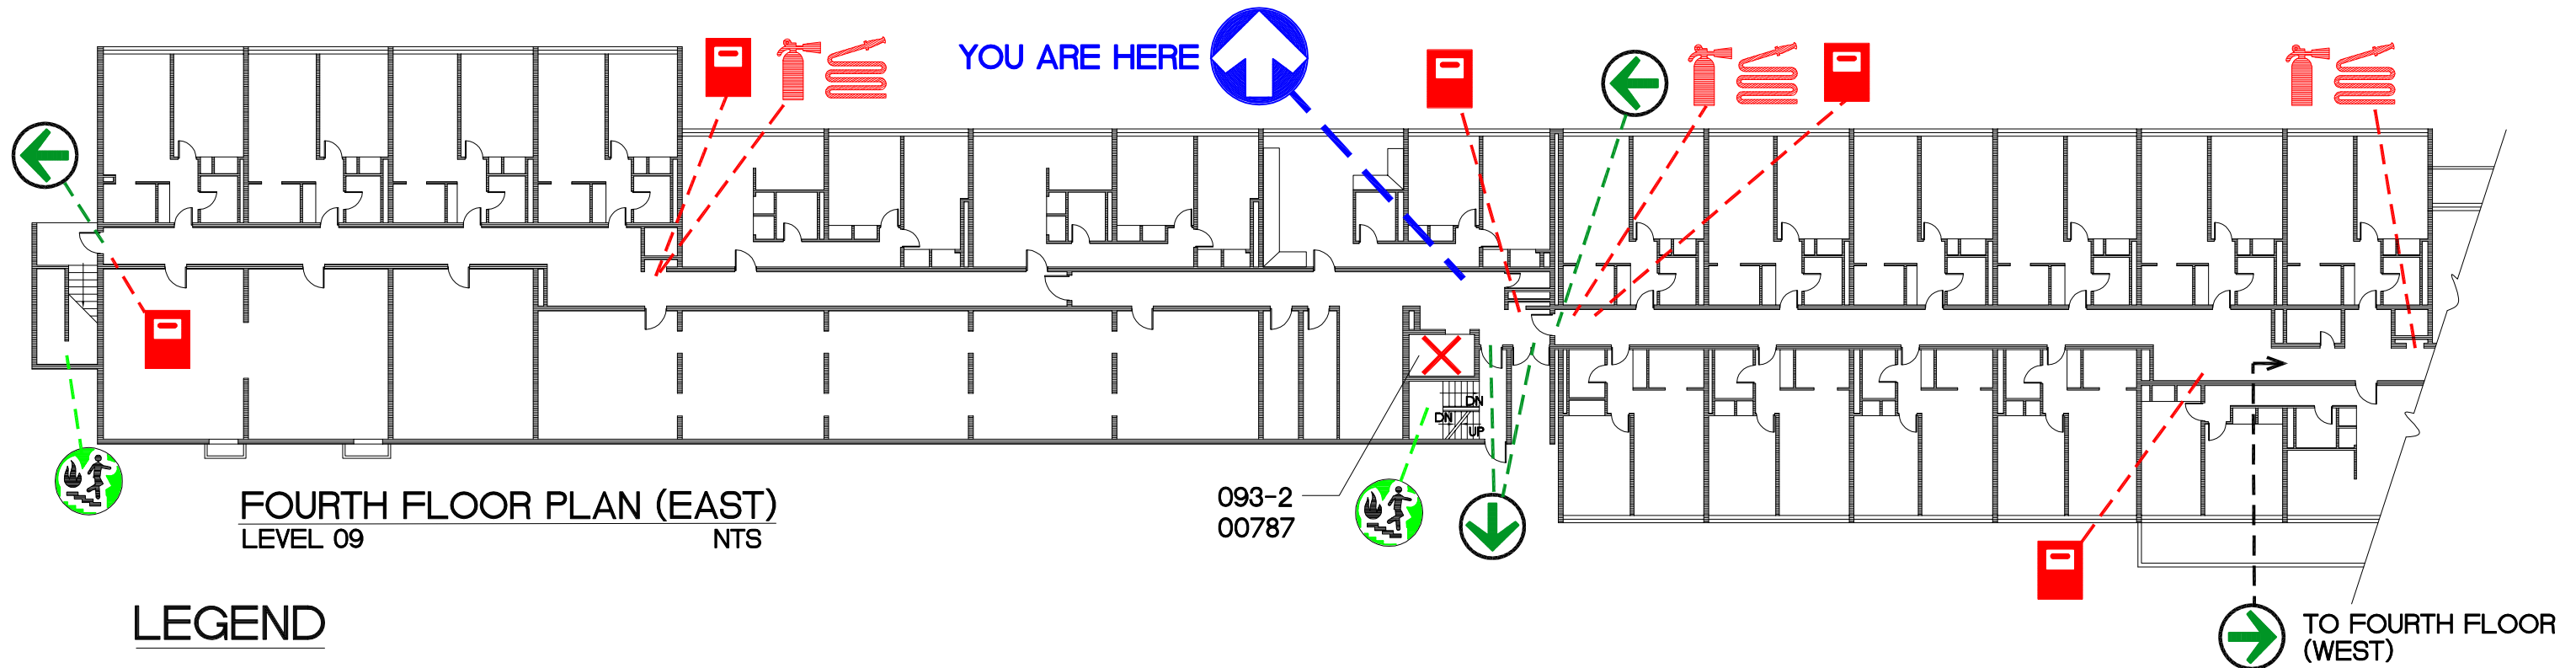 YOU ARE HERE
DN
DN
UP
093-2
00787
FOURTH FLOOR PLAN (EAST)
LEVEL 09 NTS
LEGEND
TO FOURTH FLOOR
(WEST)